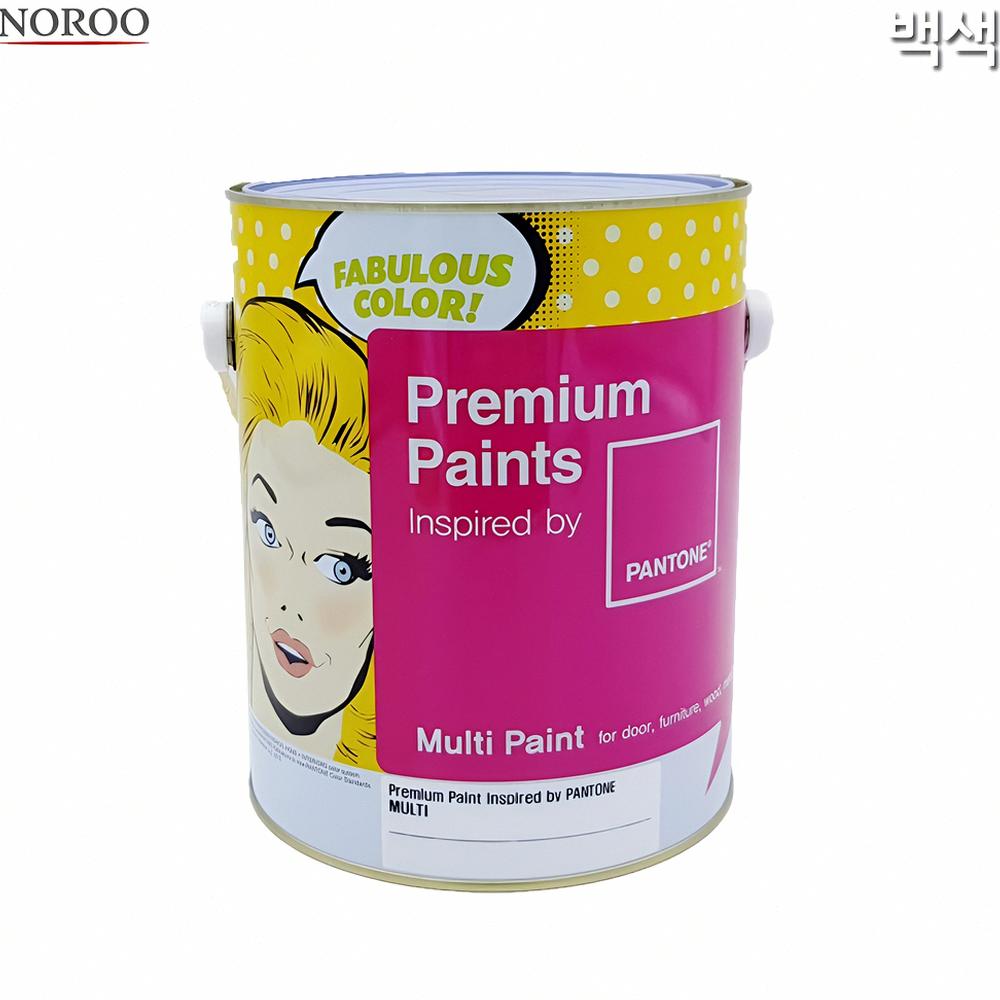 NOROO
백색
FABULOUS
COLOR!
Premium
Paints
Inspired by
PANTONE®
Multi Paint for door, furniture, wood,
Premium Paint Inspired by PANTONE
MULTI